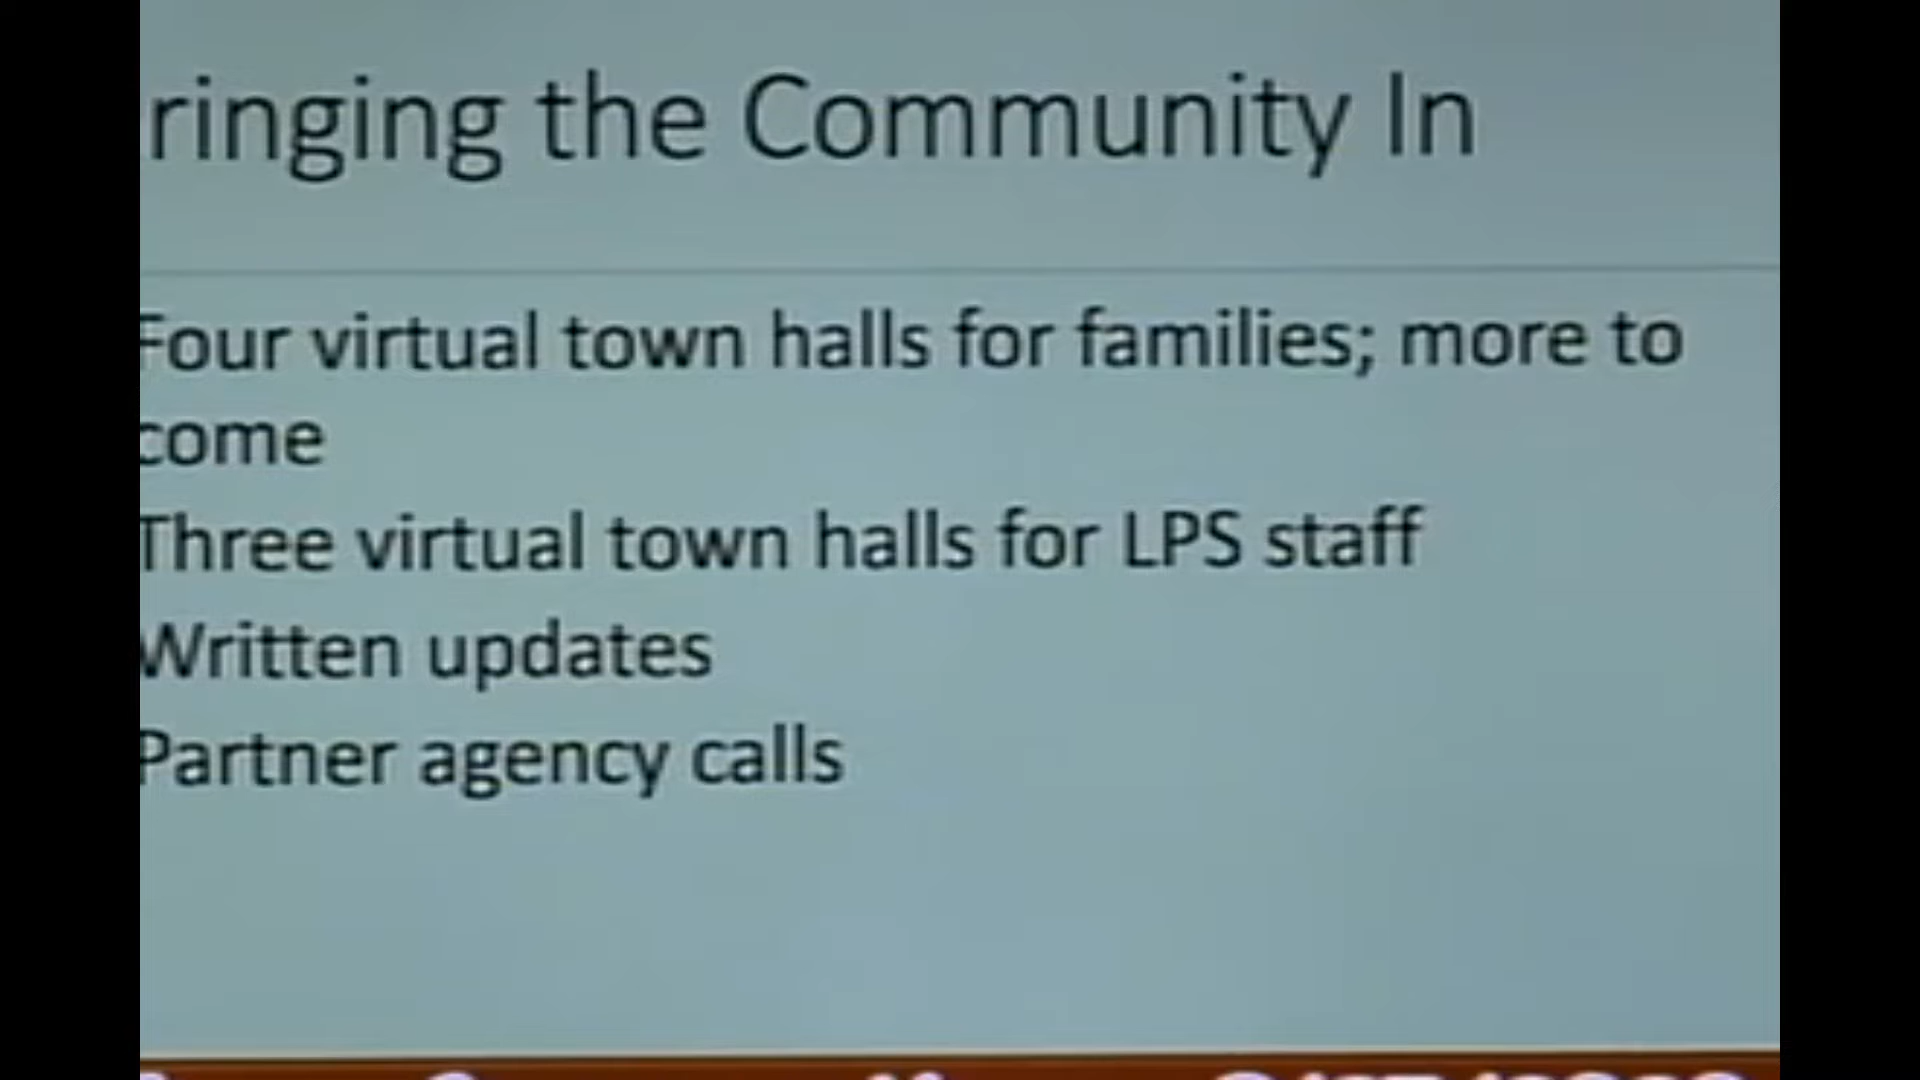 ringing the Community In
Four virtual town halls for families; more to
come
Three virtual town halls for LPS staff
Written updates
Partner agency calls